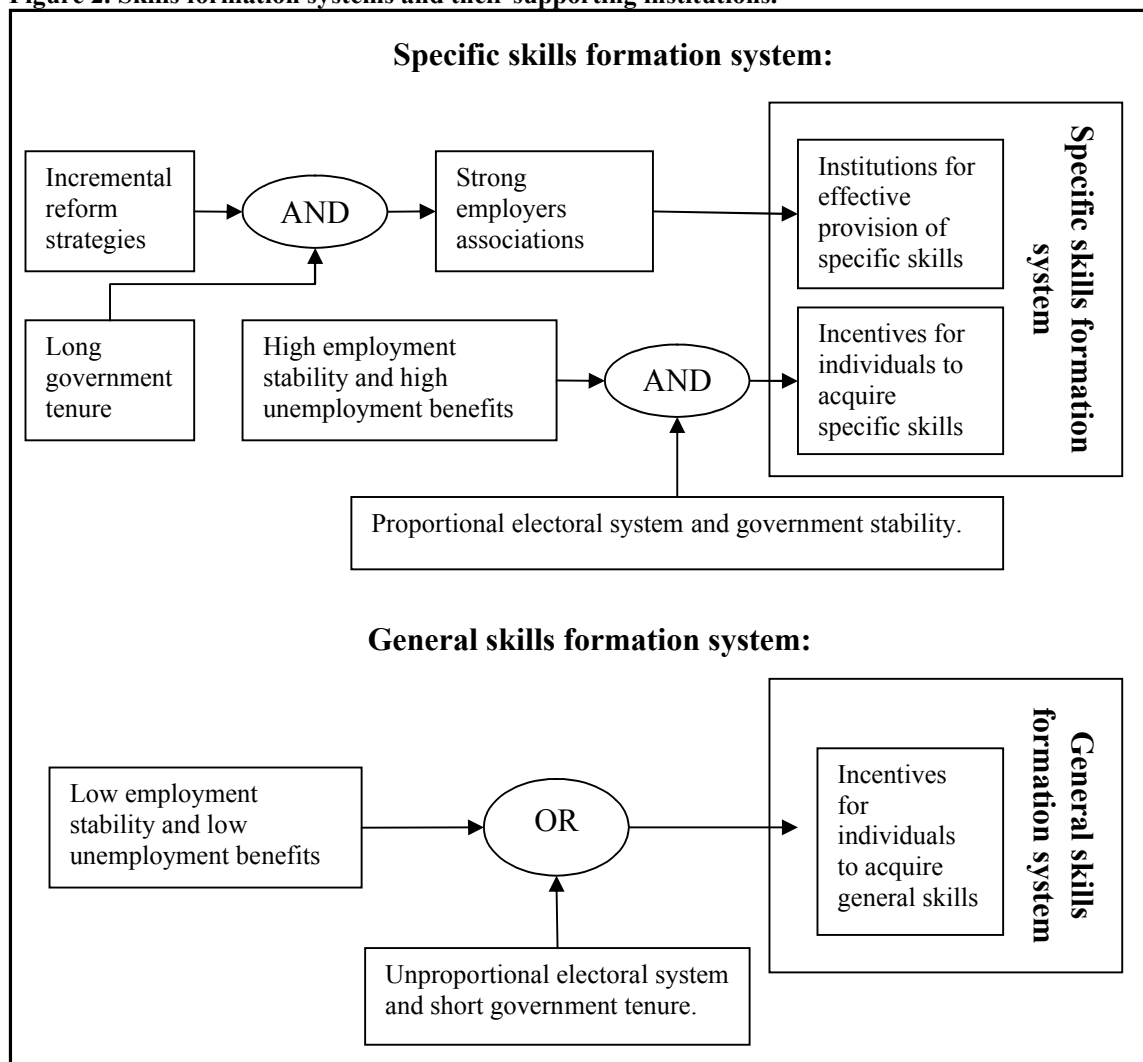 Figure 2. Skills formation systems and their supporting institutions.
Specific skills formation system:
Incremental
reform
strategies
AND
Strong
employers
associations
Institutions for
effective
provision of
specific skills
Specific skills formation
system
Long
government
tenure
High employment
stability and high
unemployment benefits
AND
Incentives for
individuals to
acquire
specific skills
Proportional electoral system and government stability.
General skills formation system:
Low employment
stability and low
unemployment benefits
OR
Incentives
for
individuals
to acquire
general skills
General skills
formation system
Unproportional electoral system
and short government tenure.